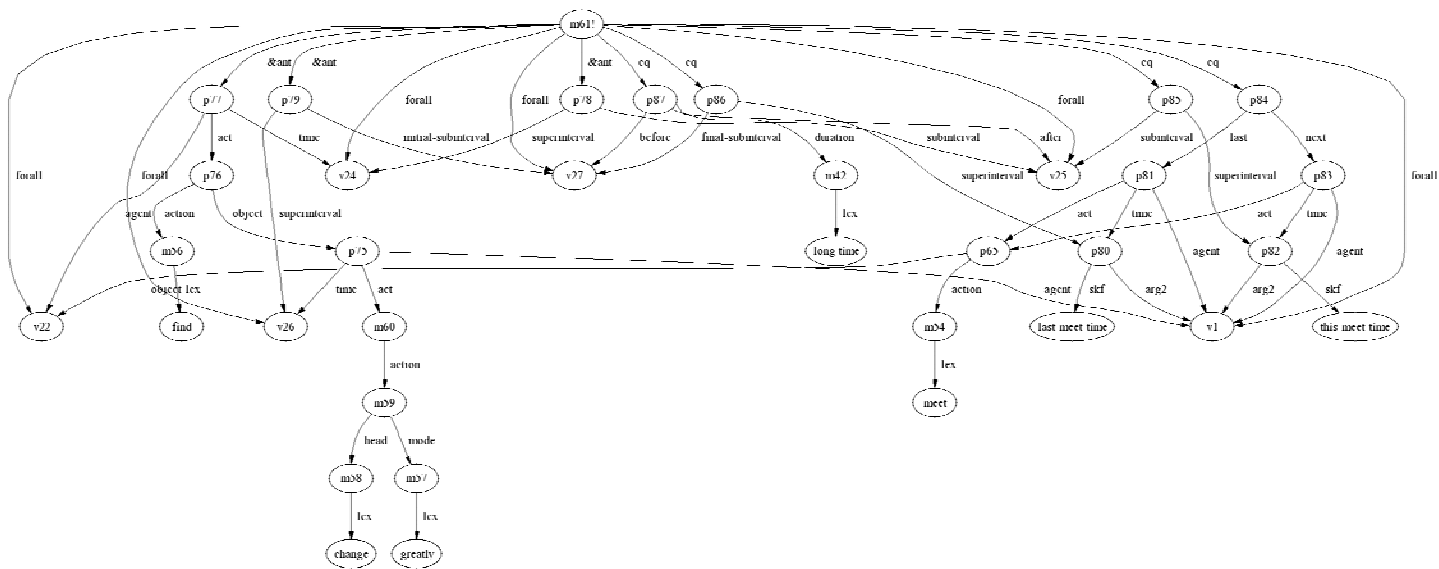 m61!
&ant &ant &ant cq cq cq cq
p77 p79 forall forall p78 p87 p86 forall p85 p84
act time initial-subinterval superinterval before final-subinterval duration subinterval after subinterval last next
forall forall p76 v24 v27 m42 superinterval v25 p81 superinterval p83 forall
agent action object superinterval lex act time act time
m56 p75 long time p65 p80 agent p82 agent
object lex time act action agent skf arg2 arg2 skf
v22 find v26 m60 m54 last meet time v1 this meet time
action lex
m59 meet
head mode
m58 m57
lex lex
change greatly